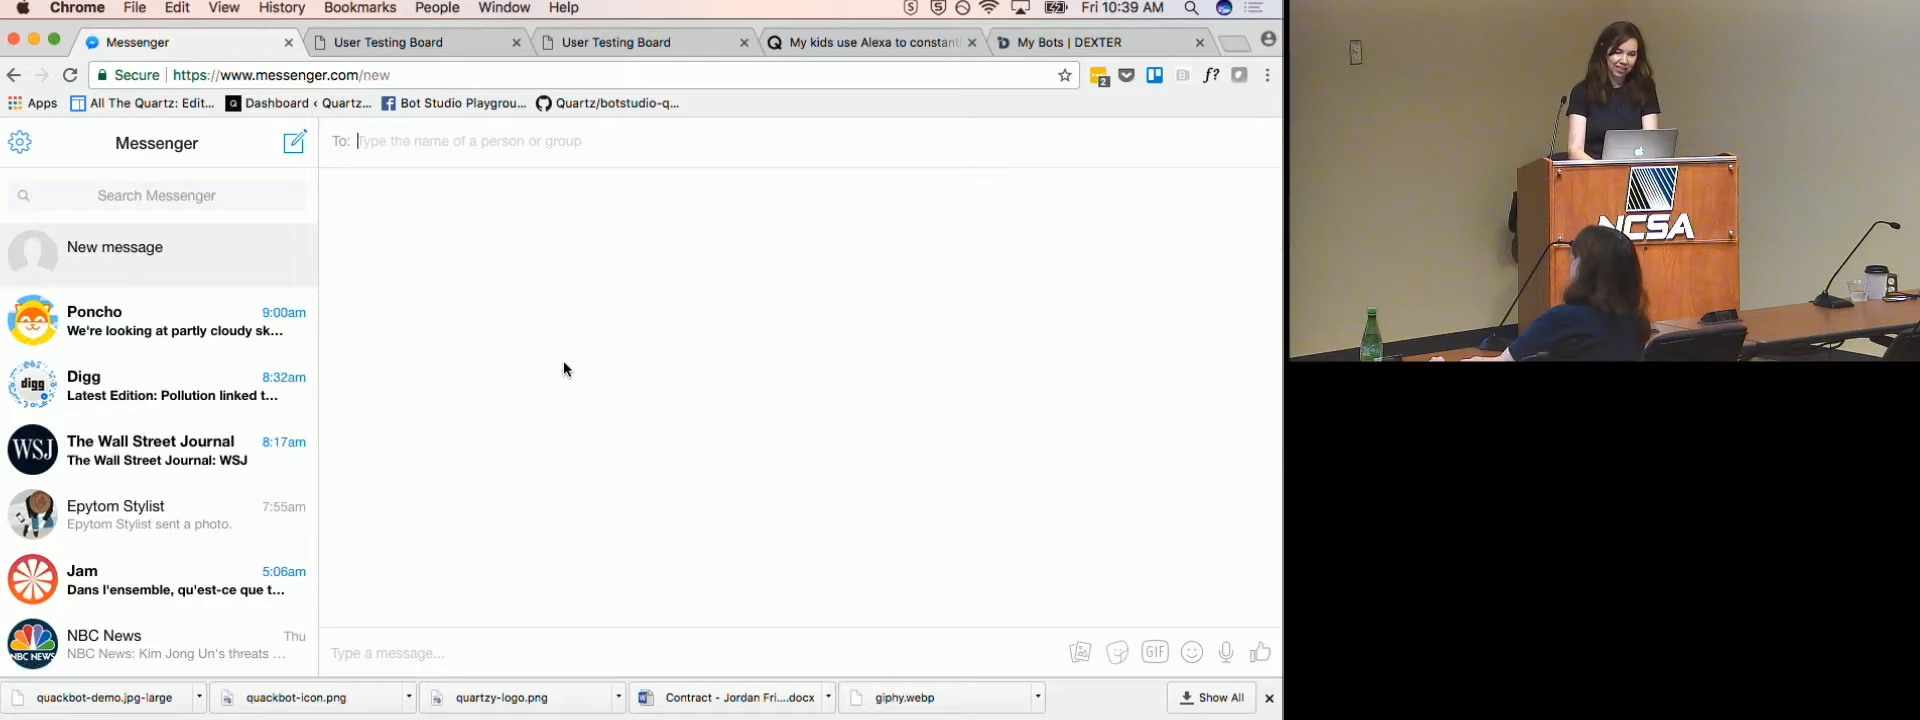 Chrome File Edit View History Bookmarks People Window Help Fri 10:39 AM
Messenger User Testing Board User Testing Board My kids use Alexa to constant My Bots | DEXTER
Secure https://www.messenger.com/new 2 f?
Apps All The Quartz: Edit... Q Dashboard ‹ Quartz... Bot Studio Playgrou... Quartz/botstudio-q...
Messenger
To: Type the name of a person or group
Search Messenger
New message
Poncho 9:00am
We're looking at partly cloudy sk...
digg
Digg 8:32am
Latest Edition: Pollution linked t...
WSJ
The Wall Street Journal 8:17am
The Wall Street Journal: WSJ
Epytom Stylist 7:55am
Epytom Stylist sent a photo.
Jam 5:06am
Dans l'ensemble, qu'est-ce que t...
NBC NEWS
NBC News Thu
NBC News: Kim Jong Un's threats ...
Type a message...
GIF
quackbot-demo.jpg-large quackbot-icon.png quartzy-logo.png Contract - Jordan Fri....docx giphy.webp Show All
NCSA